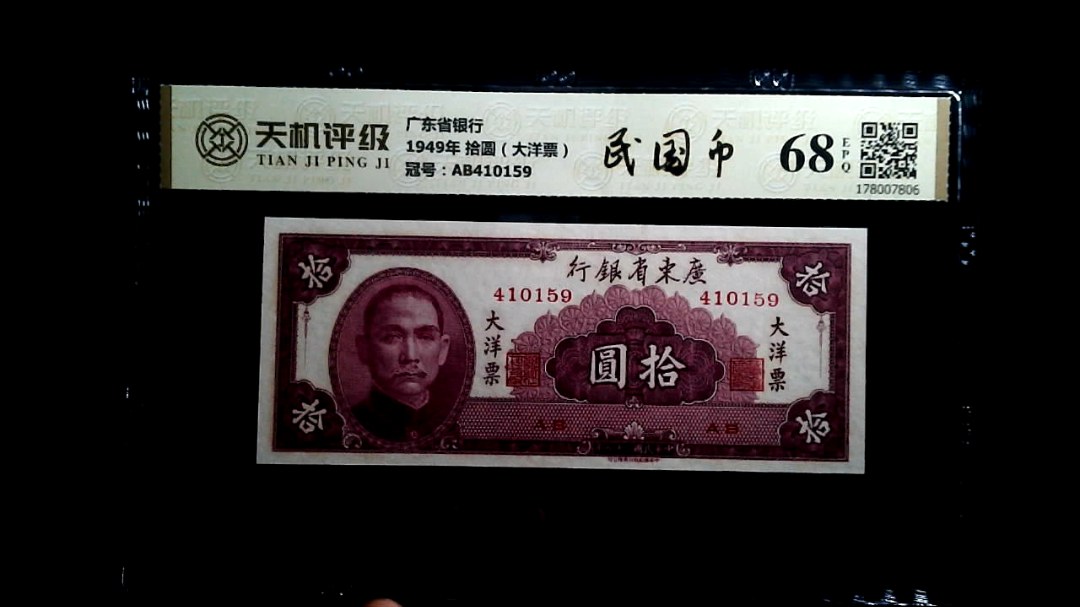 天机评级
TIAN JI PING JI
广东省银行
1949年 拾圆（大洋票）
冠号：AB410159
民国币
68
EPQ
178007806
拾
拾
行銀省東廣
410159
410159
大洋票
大洋票
圓拾
AB
AB
拾
拾